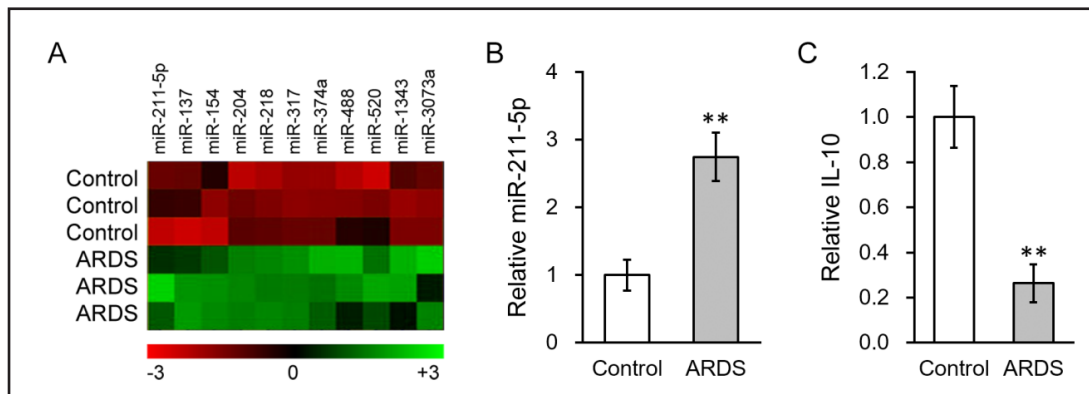 A
miR-211-5p
miR-137
miR-154
miR-204
miR-218
miR-317
miR-374a
miR-488
miR-520
miR-1343
miR-3073a
Control
Control
Control
ARDS
ARDS
ARDS
-3 0 +3
B
Relative miR-211-5p
4
3
2
1
0
**
Control ARDS
C
Relative IL-10
1.2
1.0
0.8
0.6
0.4
0.2
0.0
**
Control ARDS